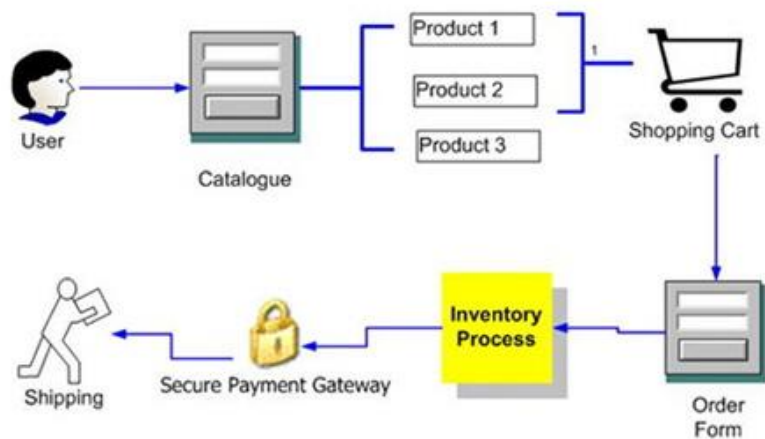 User
Catalogue
Product 1
Product 2
Product 3
1
Shopping Cart
Shipping
Secure Payment Gateway
Inventory
Process
Order
Form